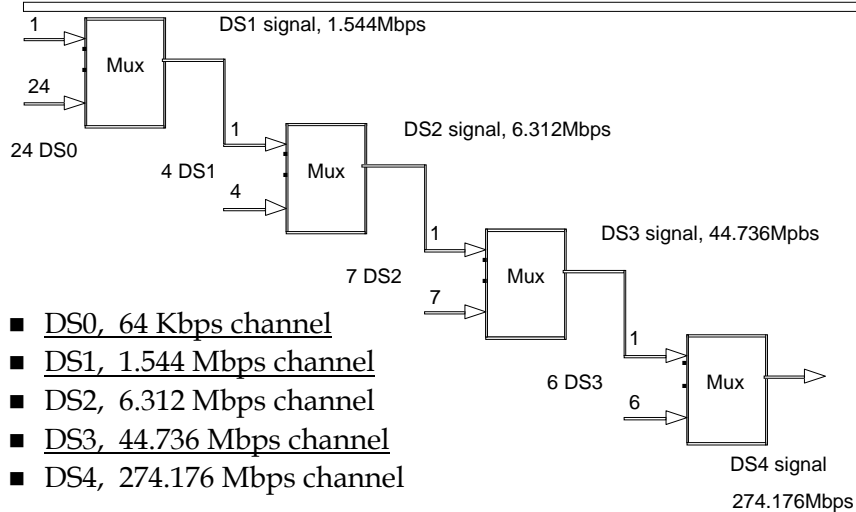 1
DS1 signal, 1.544Mbps
Mux
24
24 DS0
1
DS2 signal, 6.312Mbps
4 DS1
Mux
4
1
DS3 signal, 44.736Mpbs
7 DS2
Mux
7
1
6 DS3
Mux
6
DS4 signal
274.176Mbps
■ DS0, 64 Kbps channel
■ DS1, 1.544 Mbps channel
■ DS2, 6.312 Mbps channel
■ DS3, 44.736 Mbps channel
■ DS4, 274.176 Mbps channel